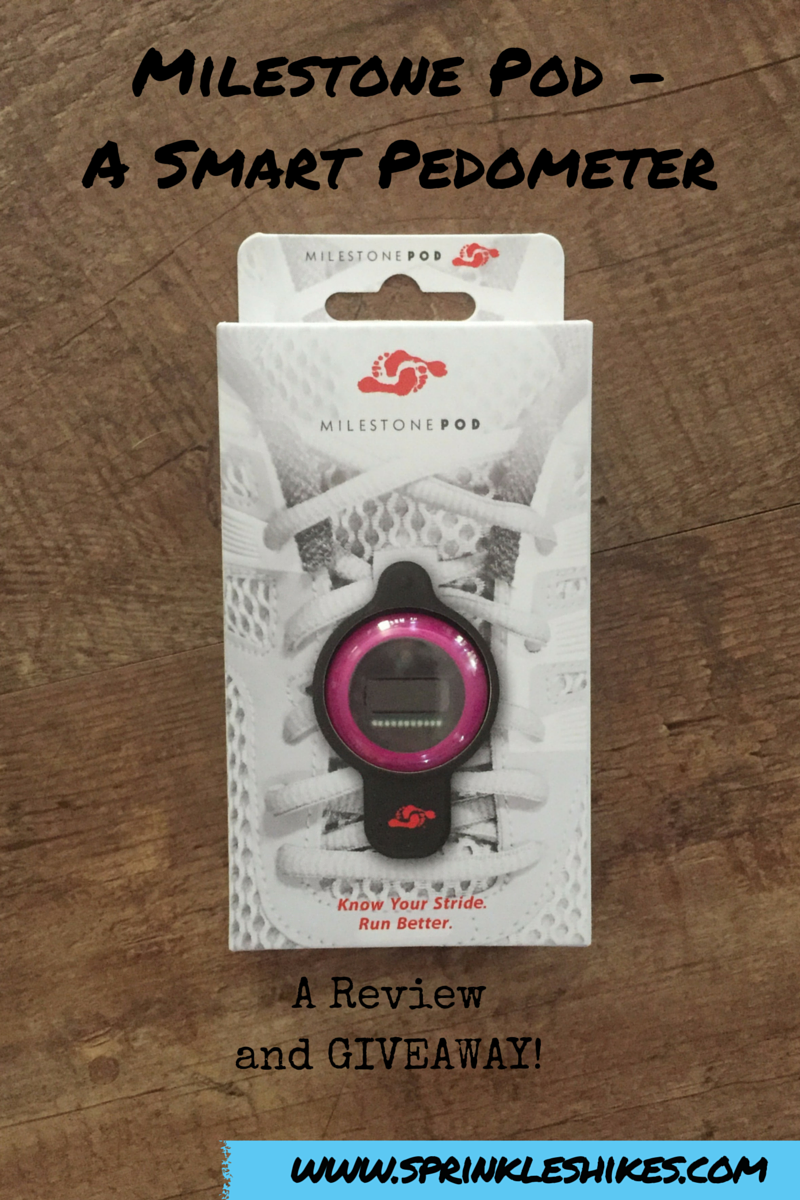 Milestone Pod -
A Smart Pedometer
MILESTONEPOD
MILESTONEPOD
Know Your Stride.
Run Better.
A Review
and GIVEAWAY!
www.sprinkleshikes.com